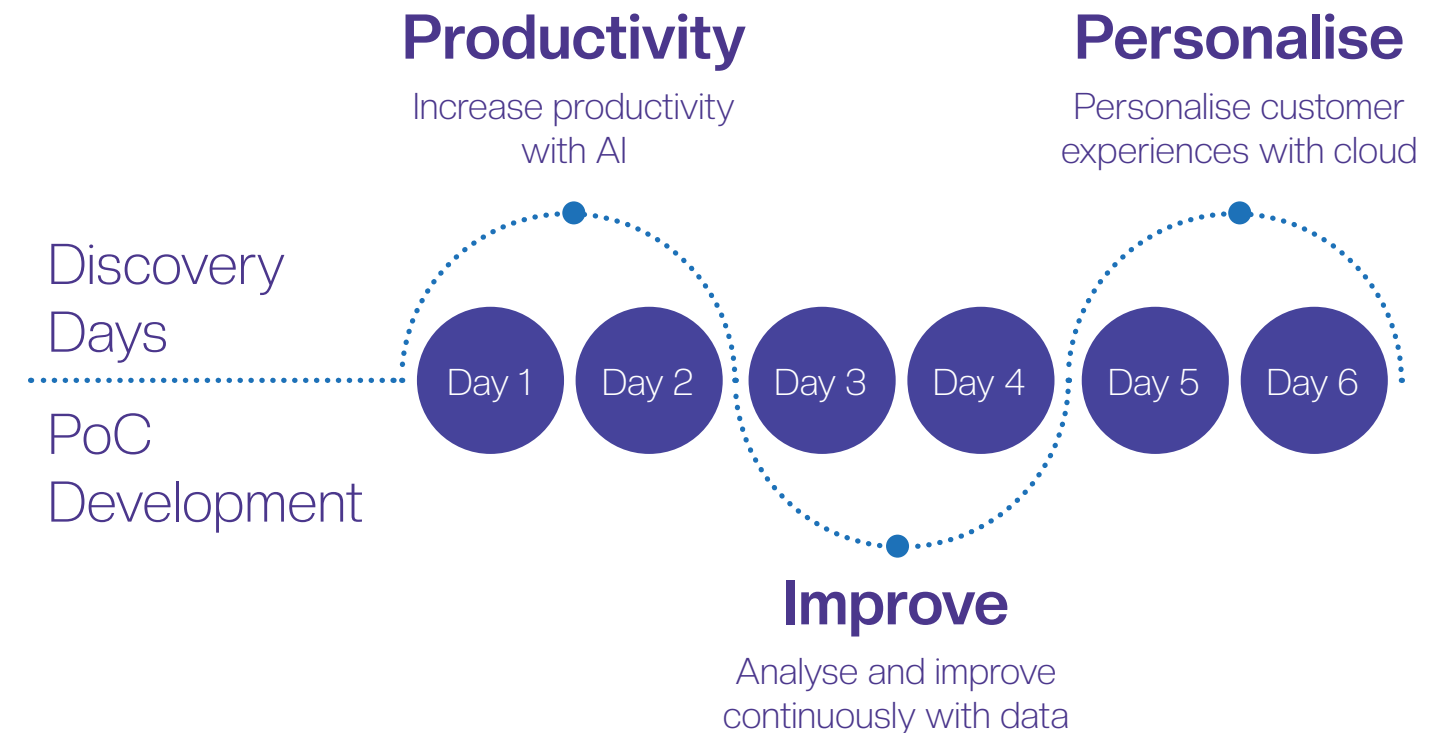 Productivity
Increase productivity
with AI
Personalise
Personalise customer
experiences with cloud
Discovery
Days
PoC
Development
Day 1
Day 2
Day 3
Day 4
Day 5
Day 6
Improve
Analyse and improve
continuously with data